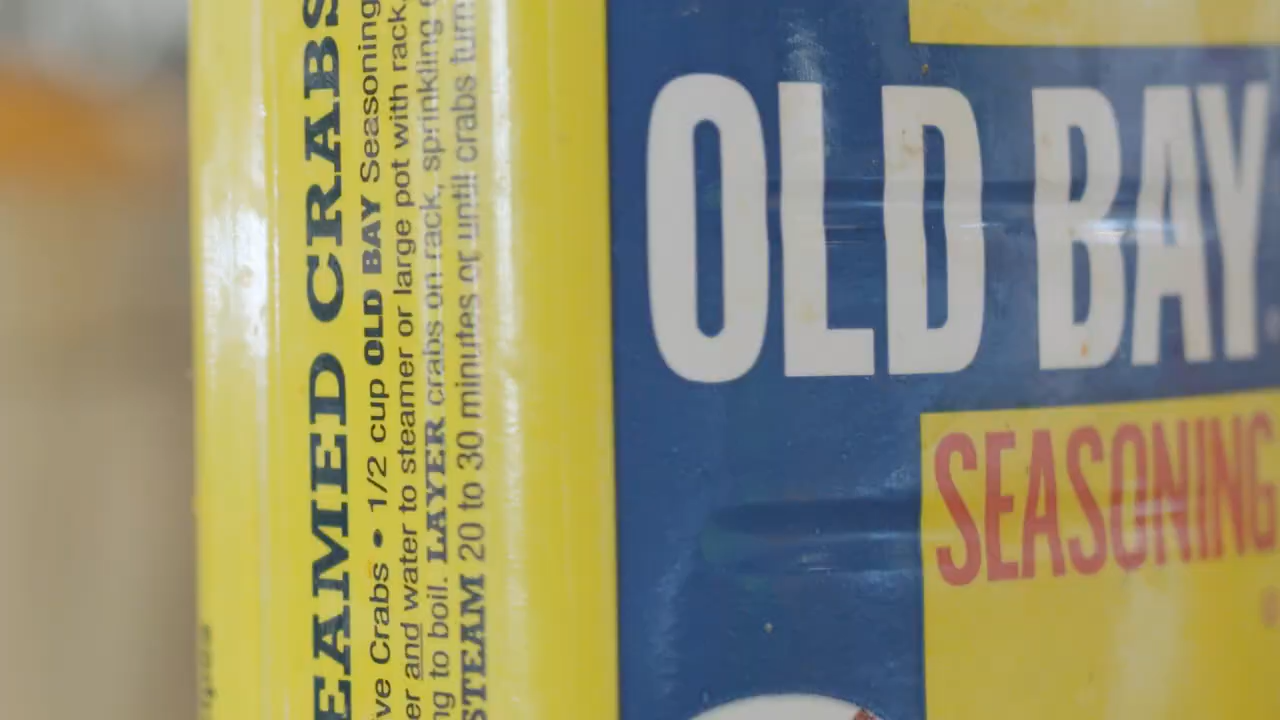 EAMED CRABS
ve Crabs • 1/2 cup OLD BAY Seasoning
er and water to steamer or large pot with rack.
ng to boil. LAYER crabs on rack, sprinkling
STEAM 20 to 30 minutes or until crabs turn
OLD BAY
SEASONING